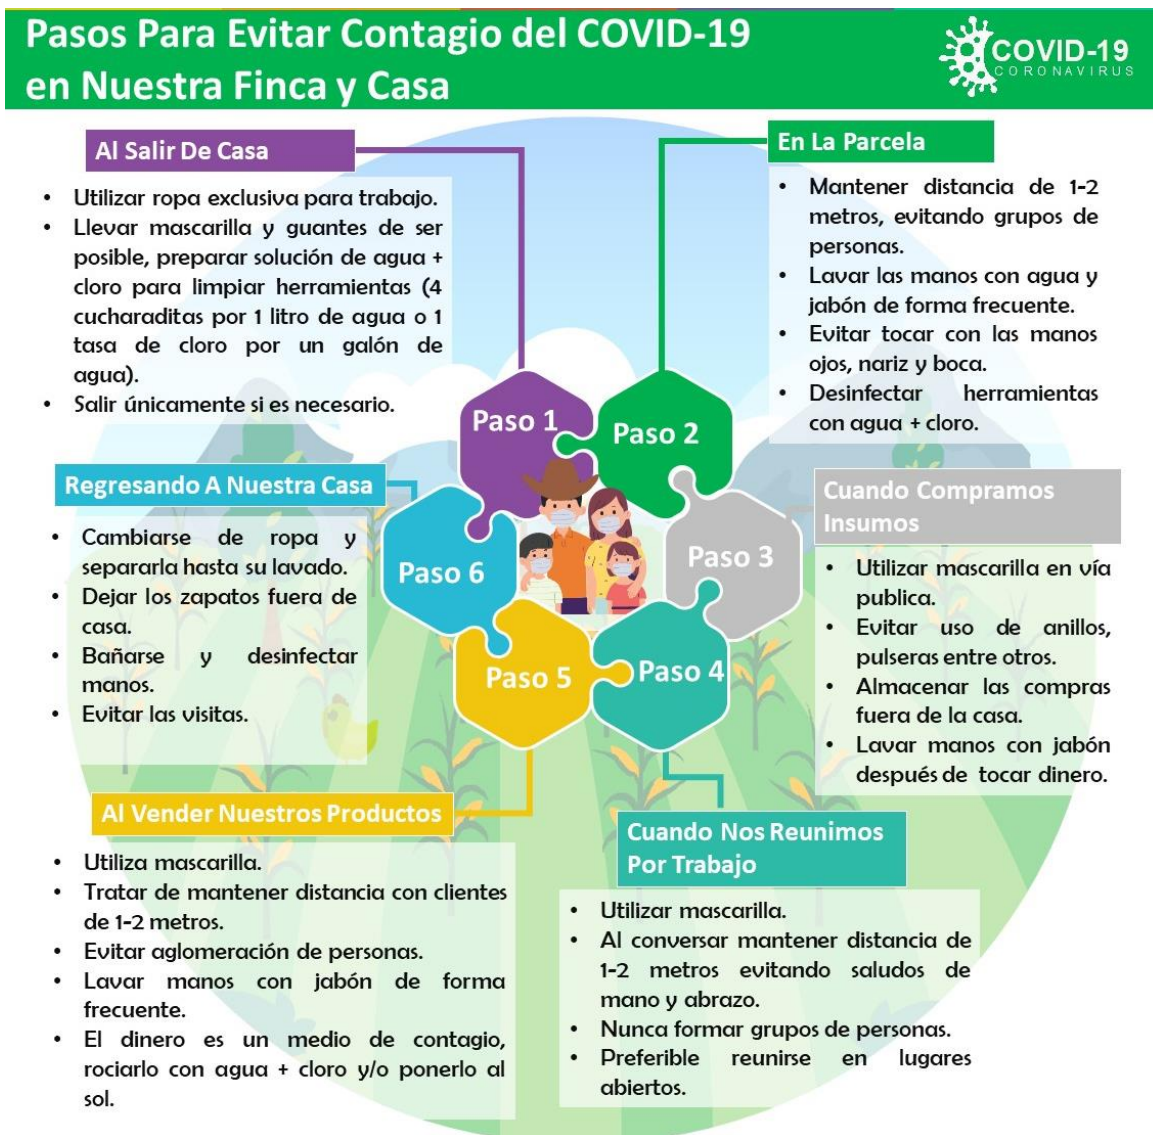 Pasos Para Evitar Contagio del COVID-19
en Nuestra Finca y Casa
COVID-19
CORONAVIRUS
Al Salir De Casa
• Utilizar ropa exclusiva para trabajo.
• Llevar mascarilla y guantes de ser
posible, preparar solución de agua +
cloro para limpiar herramientas (4
cucharaditas por 1 litro de agua o 1
tasa de cloro por un galón de
agua).
• Salir únicamente si es necesario.
En La Parcela
• Mantener distancia de 1-2
metros, evitando grupos de
personas.
• Lavar las manos con agua y
jabón de forma frecuente.
• Evitar tocar con las manos
ojos, nariz y boca.
• Desinfectar herramientas
con agua + cloro.
Paso 1
Paso 2
Paso 3
Paso 4
Paso 5
Paso 6
Cuando Compramos
Insumos
• Utilizar mascarilla en vía
publica.
• Evitar uso de anillos,
pulseras entre otros.
• Almacenar las compras
fuera de la casa.
• Lavar manos con jabón
después de tocar dinero.
Cuando Nos Reunimos
Por Trabajo
• Utilizar mascarilla.
• Al conversar mantener distancia de
1-2 metros evitando saludos de
mano y abrazo.
• Nunca formar grupos de personas.
• Preferible reunirse en lugares
abiertos.
Al Vender Nuestros Productos
• Utiliza mascarilla.
• Tratar de mantener distancia con clientes
de 1-2 metros.
• Evitar aglomeración de personas.
• Lavar manos con jabón de forma
frecuente.
• El dinero es un medio de contagio,
rociarlo con agua + cloro y/o ponerlo al
sol.
Regresando A Nuestra Casa
• Cambiarse de ropa y
separarla hasta su lavado.
• Dejar los zapatos fuera de
casa.
• Bañarse y desinfectar
manos.
• Evitar las visitas.